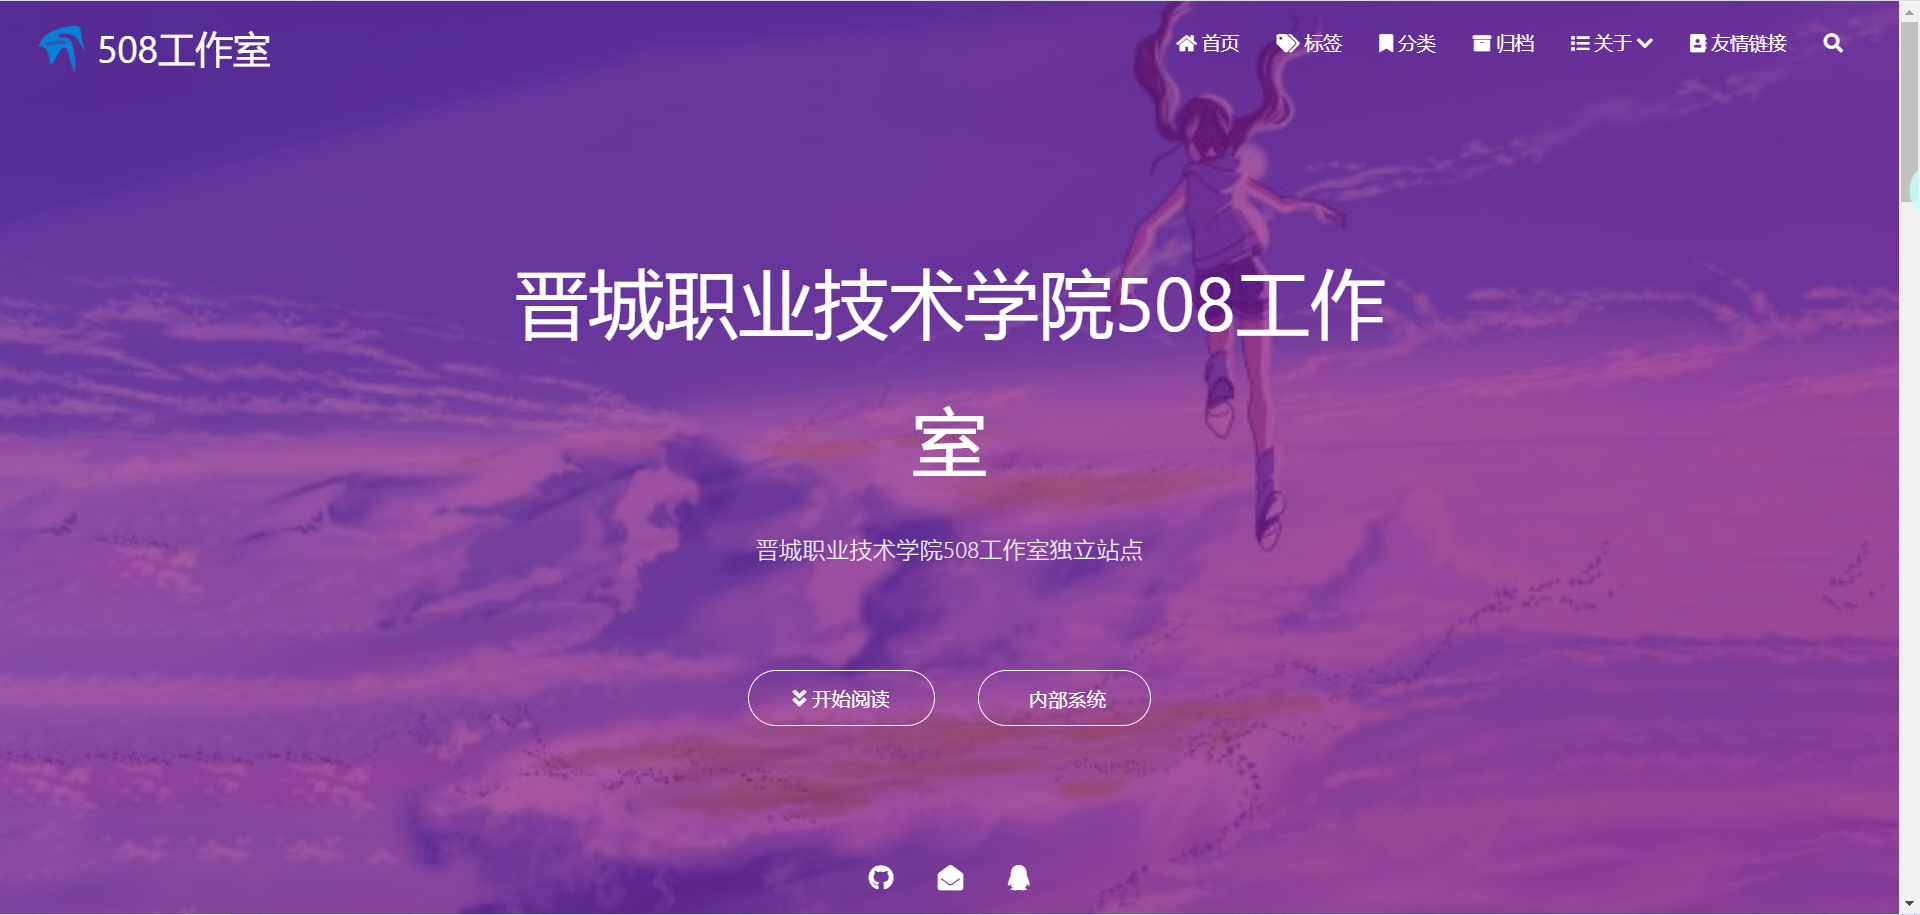 508工作室
首页 标签 分类 归档 关于 友情链接
晋城职业技术学院508工作
室
晋城职业技术学院508工作室独立站点
开始阅读 内部系统